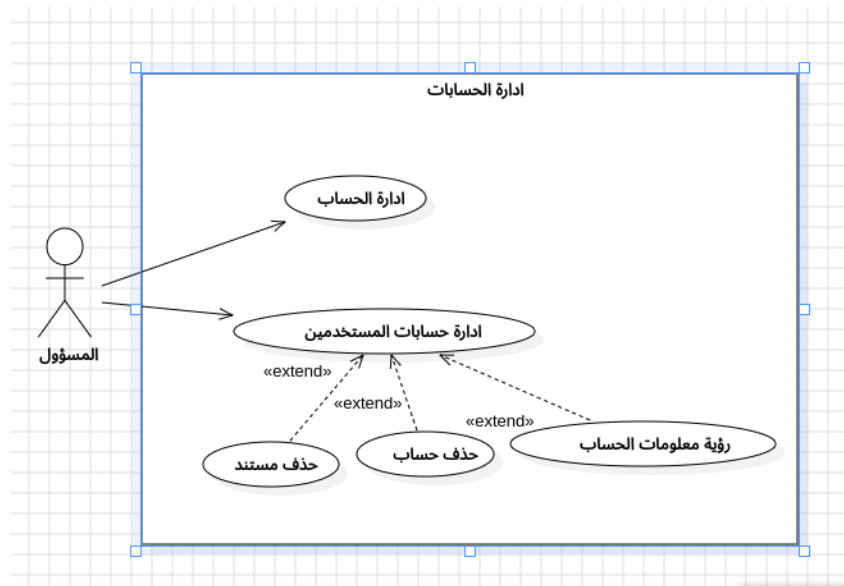 ادارة الحسابات
ادارة الحساب
ادارة حسابات المستخدمين
المسؤول
«extend»
«extend»
«extend»
رؤية معلومات الحساب
حذف حساب
حذف مستند